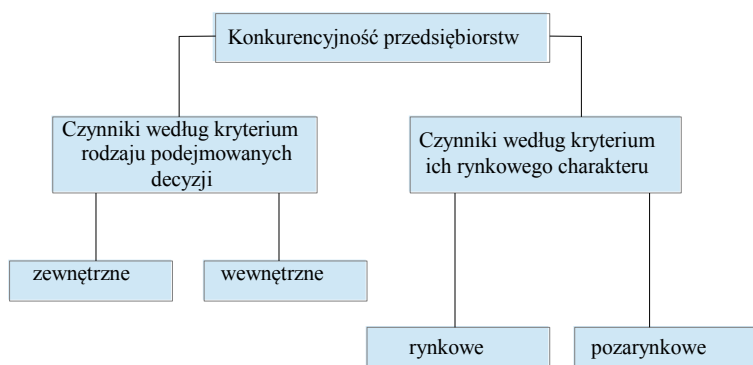 Konkurencyjność przedsiębiorstw
Czynniki według kryterium
rodzaju podejmowanych
decyzji
Czynniki według kryterium
ich rynkowego charakteru
zewnętrzne
wewnętrzne
rynkowe
pozarynkowe